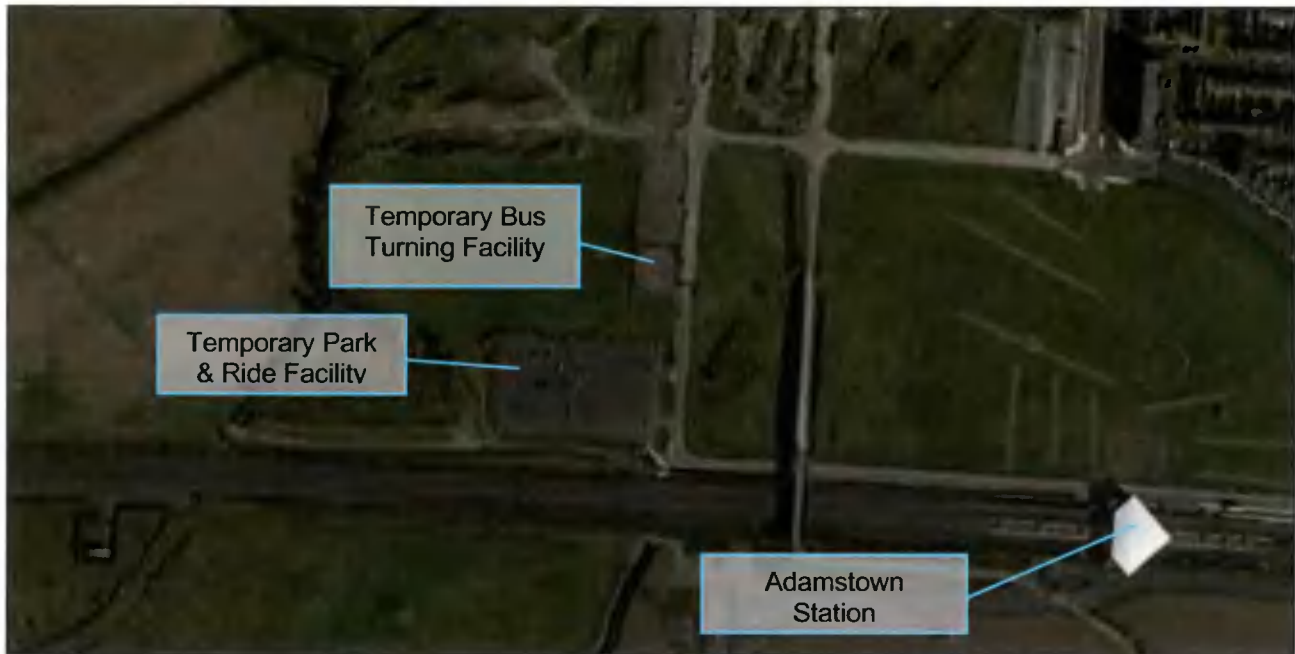 Temporary Bus
Turning Facility
Temporary Park
& Ride Facility
Adamstown
Station